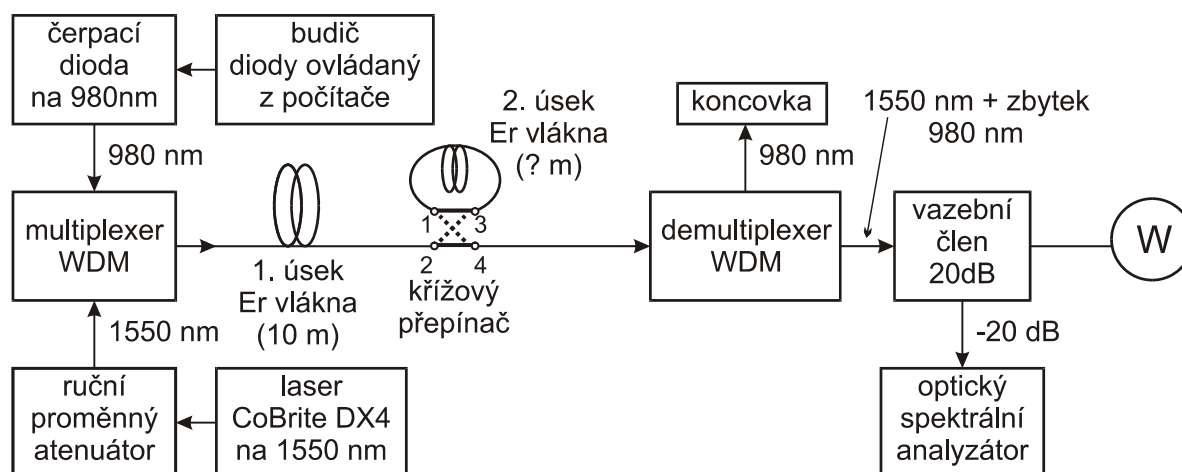 čerpací
dioda
na 980nm
budič
diody ovládaný
z počítače
980 nm
multiplexer
WDM
1550 nm
ruční
proměnný
atenuátor
laser
CoBrite DX4
na 1550 nm
1. úsek
Er vlákna
(10 m)
2. úsek
Er vlákna
(? m)
1
3
2
4
křížový
přepínač
koncovka
980 nm
demultiplexer
WDM
1550 nm + zbytek
980 nm
vazební
člen
20dB
W
-20 dB
optický
spektrální
analyzátor